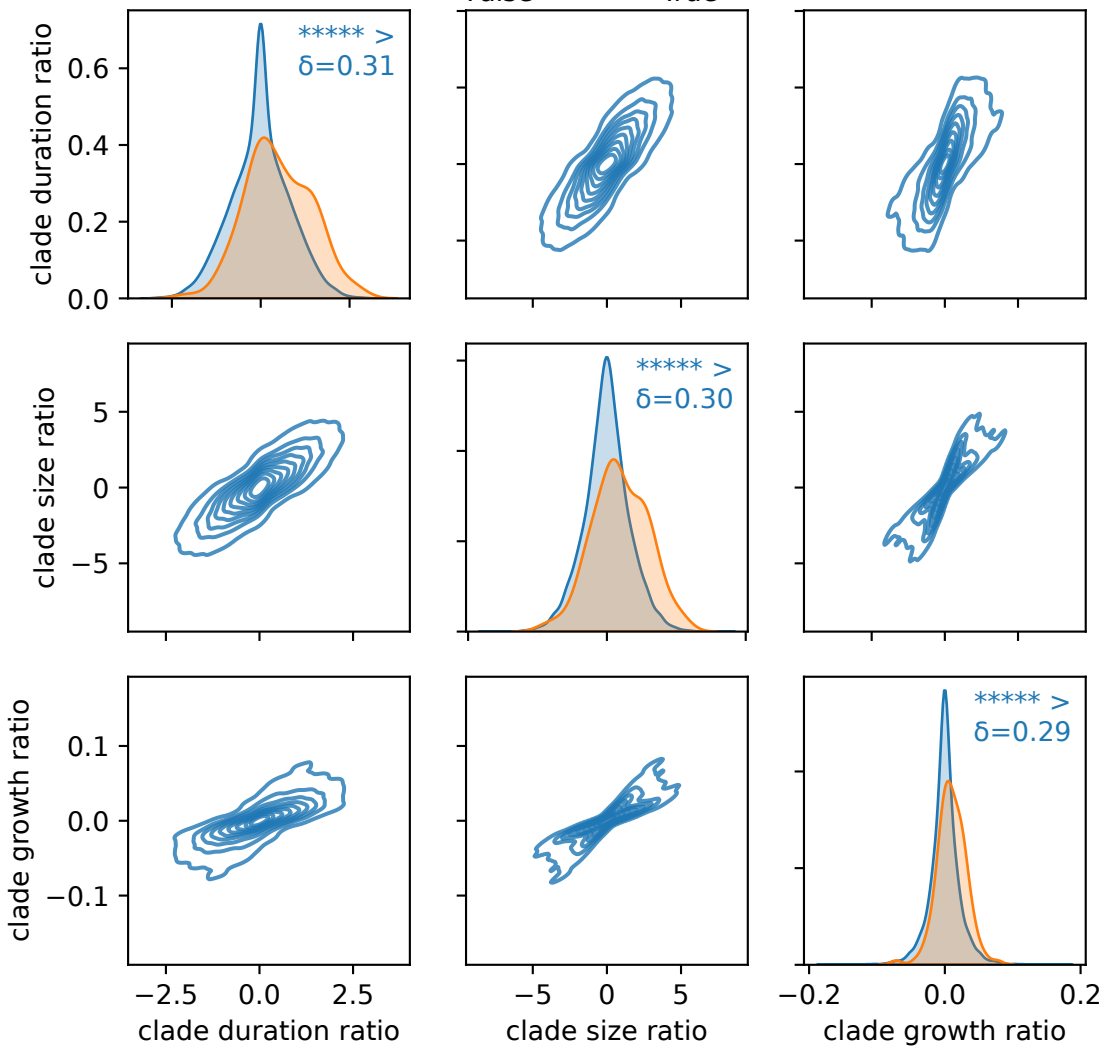 clade duration ratio
0.6
0.4
0.2
0.0
***** >
δ=0.31
clade size ratio
5
0
−5
***** >
δ=0.30
clade growth ratio
0.1
0.0
−0.1
***** >
δ=0.29
−2.5 0.0 2.5
−5 0 5
−0.2 0.0 0.2
clade duration ratio
clade size ratio
clade growth ratio